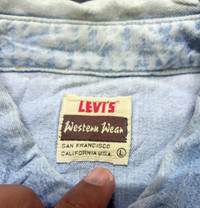 LEVI'S
Western Wear
SAN FRANCISCO
CALIFORNIA U.S.A.
L